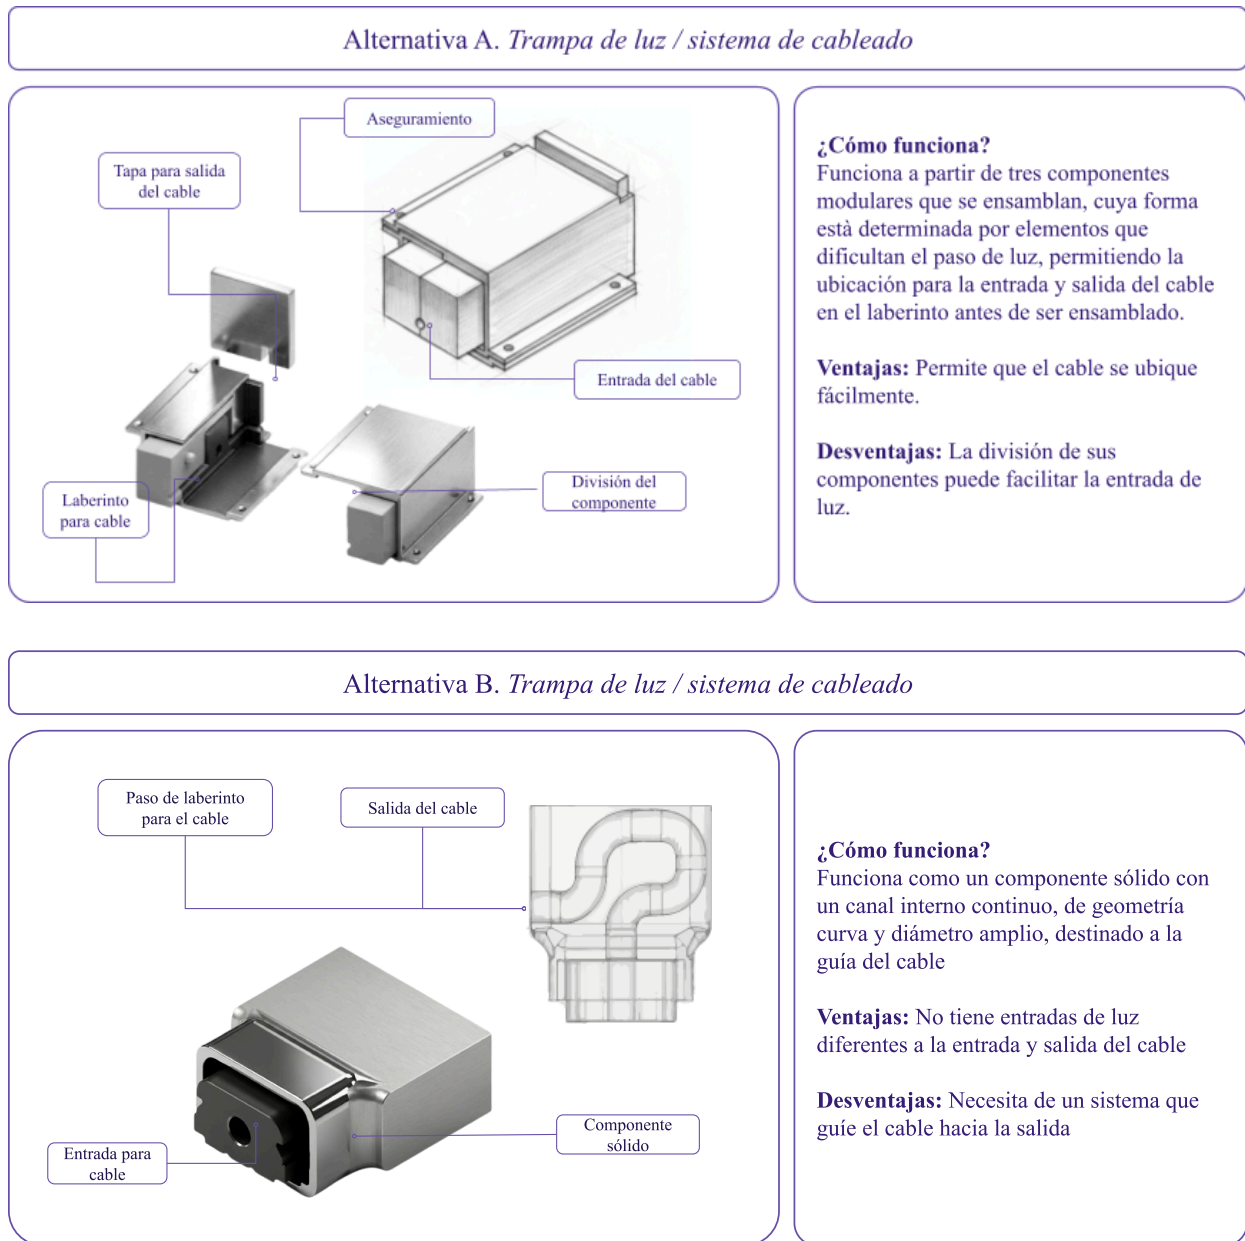 Alternativa A. Trampa de luz / sistema de cableado
Aseguramiento
Tapa para salida
del cable
Entrada del cable
Laberinto
para cable
División del
componente
¿Cómo funciona?
Funciona a partir de tres componentes
modulares que se ensamblan, cuya forma
està determinada por elementos que
dificultan el paso de luz, permitiendo la
ubicación para la entrada y salida del cable
en el laberinto antes de ser ensamblado.
Ventajas: Permite que el cable se ubique
fácilmente.
Desventajas: La división de sus
componentes puede facilitar la entrada de
luz.
Alternativa B. Trampa de luz / sistema de cableado
Paso de laberinto
para el cable
Salida del cable
Entrada para
cable
Componente
sólido
¿Cómo funciona?
Funciona como un componente sólido con
un canal interno continuo, de geometría
curva y diámetro amplio, destinado a la
guía del cable
Ventajas: No tiene entradas de luz
diferentes a la entrada y salida del cable
Desventajas: Necesita de un sistema que
guíe el cable hacia la salida